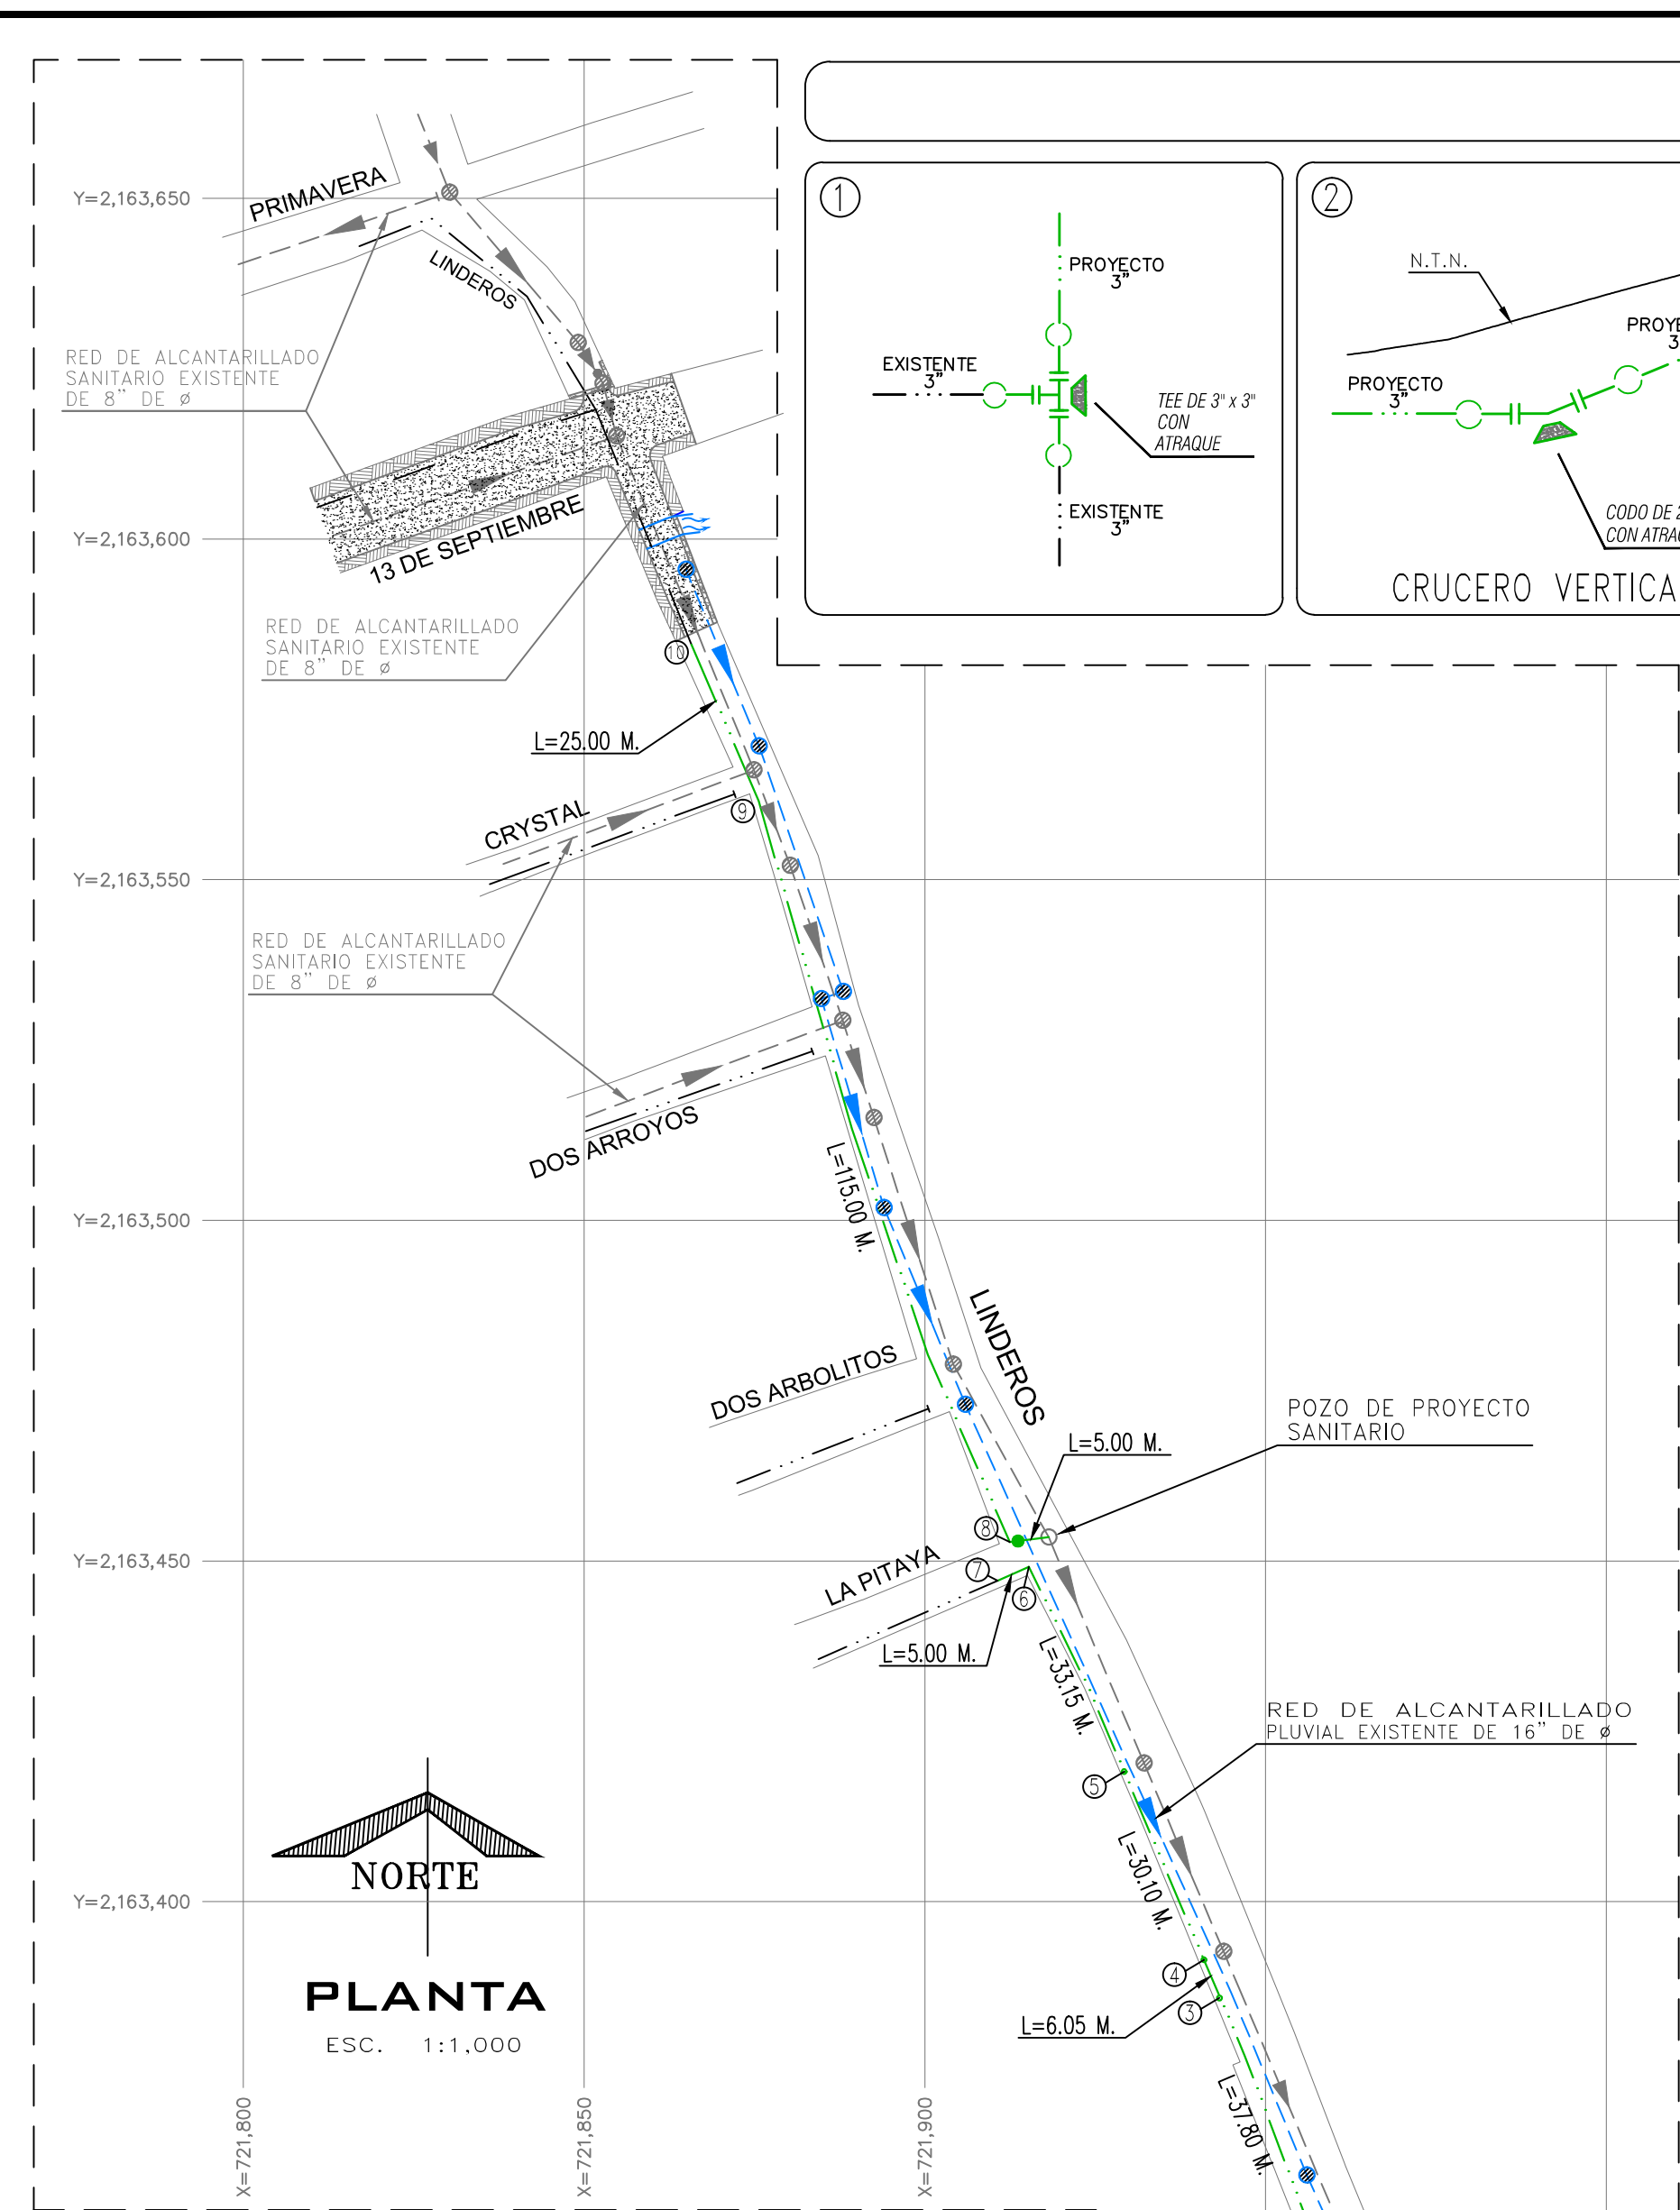 PRIMAVERA
Y=2,163,650
LINDEROS
RED DE ALCANTARILLADO
SANITARIO EXISTENTE
DE 8" DE ø
Y=2,163,600
13 DE SEPTIEMBRE
RED DE ALCANTARILLADO
SANITARIO EXISTENTE
DE 8" DE ø
10
L=25.00 M.
CRYSTAL
9
Y=2,163,550
RED DE ALCANTARILLADO
SANITARIO EXISTENTE
DE 8" DE ø
DOS ARROYOS
L=115.00 M.
Y=2,163,500
LINDEROS
DOS ARBOLITOS
POZO DE PROYECTO
SANITARIO
L=5.00 M.
8
Y=2,163,450
LA PITAYA
7
6
L=5.00 M.
L=33.15 M.
RED DE ALCANTARILLADO
PLUVIAL EXISTENTE DE 16" DE ø
5
L=30.10 M.
NORTE
Y=2,163,400
4
3
PLANTA
L=6.05 M.
ESC. 1:1,000
L=37.80 M.
X=721,800
X=721,850
X=721,900
1
PROYECTO
3"
EXISTENTE
3"
TEE DE 3" x 3"
CON
ATRAQUE
EXISTENTE
3"
2
N.T.N.
PROYECTO
3"
CRUCERO